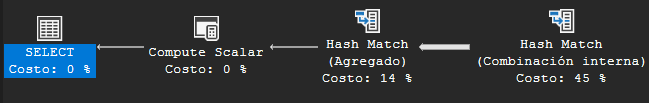 SELECT
Costo: 0 %
Compute Scalar
Costo: 0 %
Hash Match
(Agregado)
Costo: 14 %
Hash Match
(Combinación interna)
Costo: 45 %